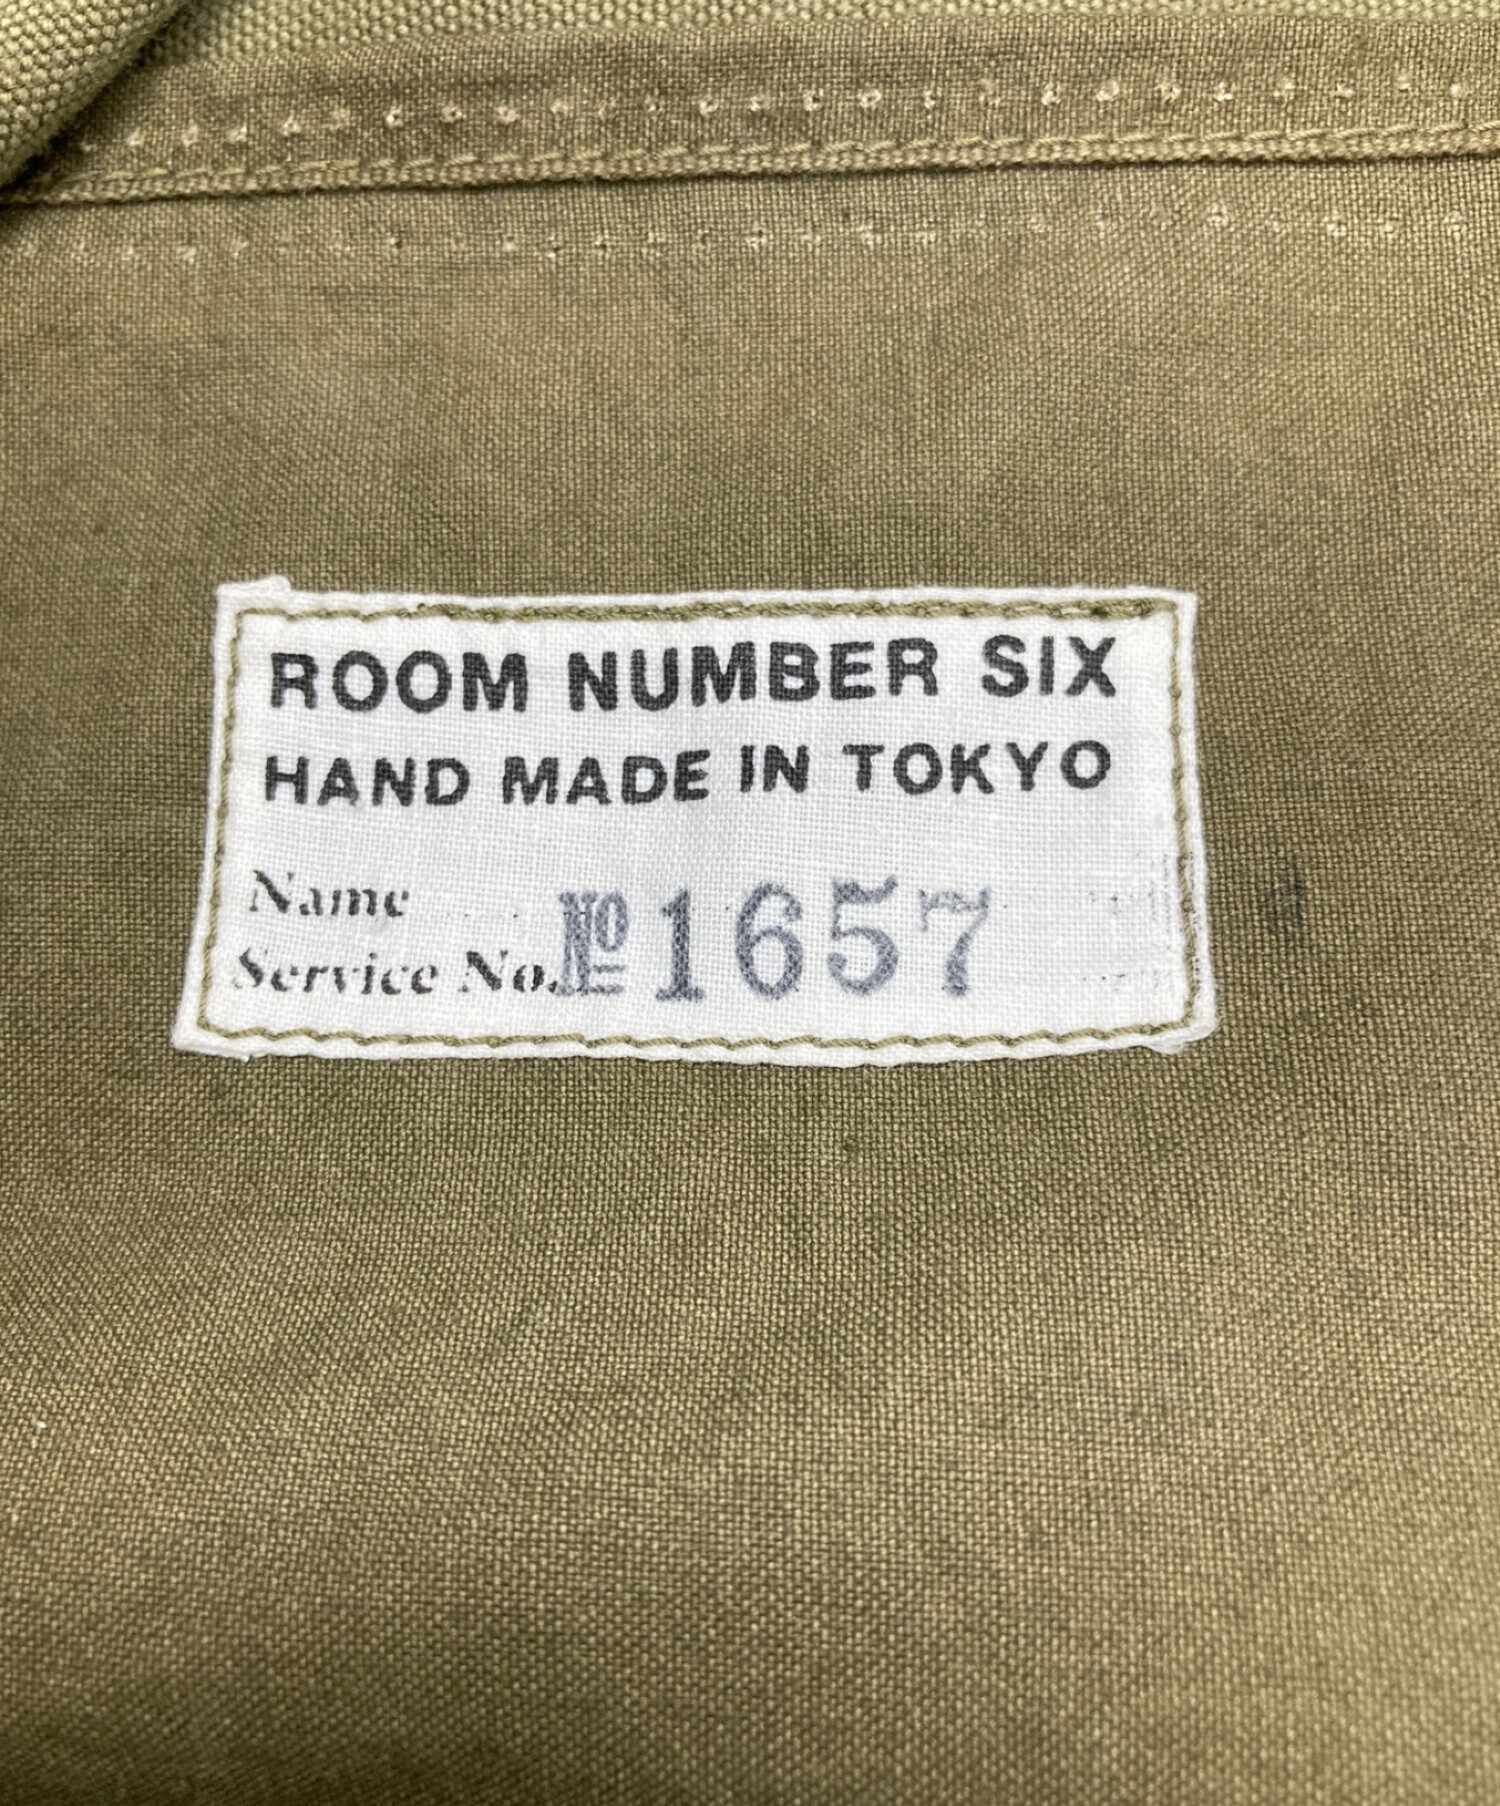 ROOM NUMBER SIX
HAND MADE IN TOKYO
Name
Service No. № 1657